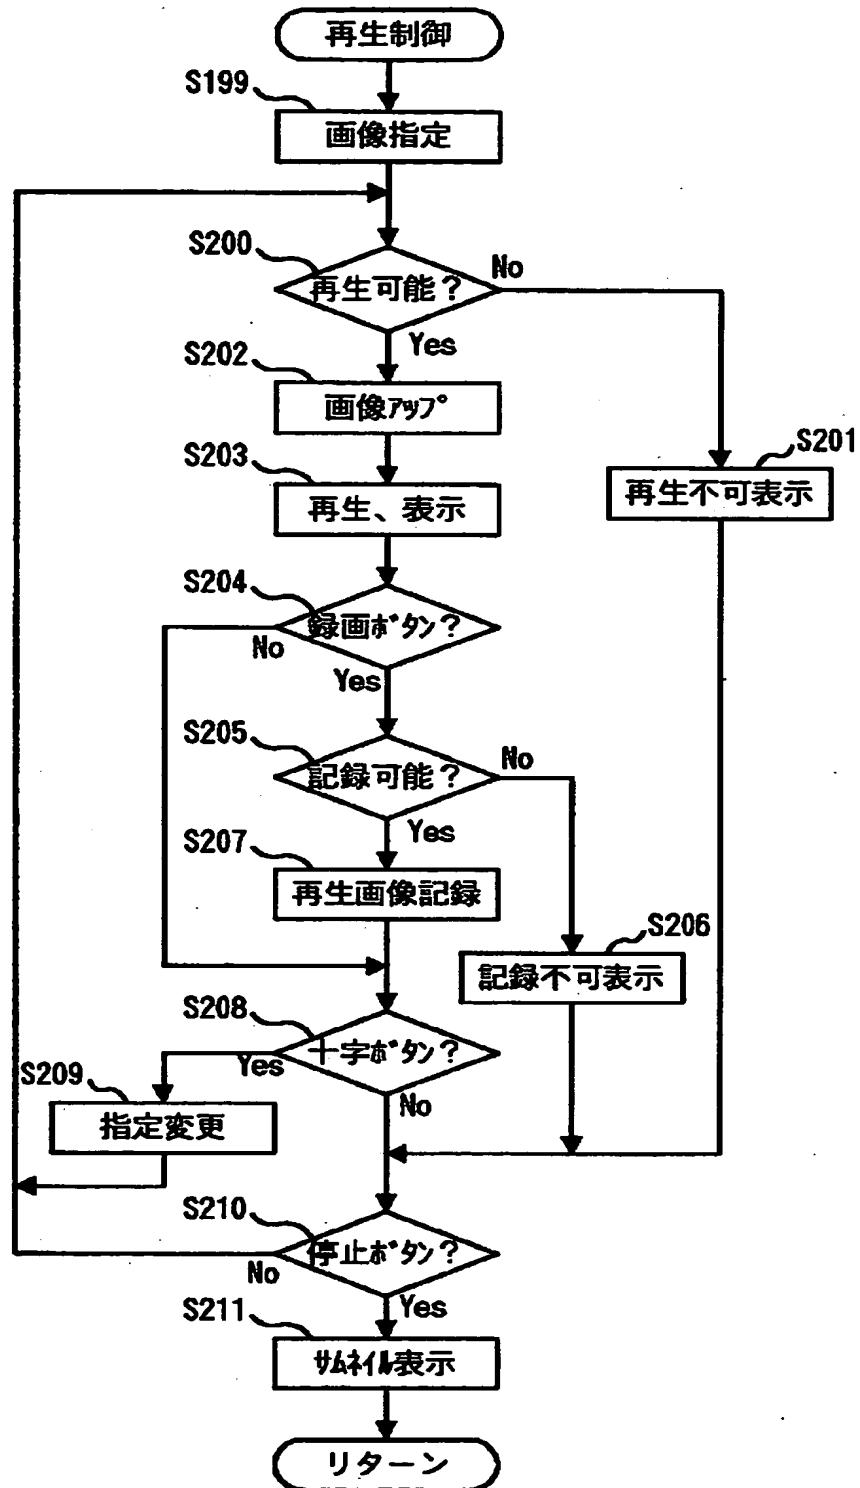 再生制御
S199
画像指定
S200
再生可能?
No
Yes
S202
画像アップ
S201
再生不可表示
S203
再生、表示
S204
録画ボタン?
No
Yes
S205
記録可能?
No
Yes
S207
再生画像記録
S206
記録不可表示
S208
十字ボタン?
Yes
No
S209
指定変更
S210
停止ボタン?
No
Yes
S211
サムネイル表示
リターン